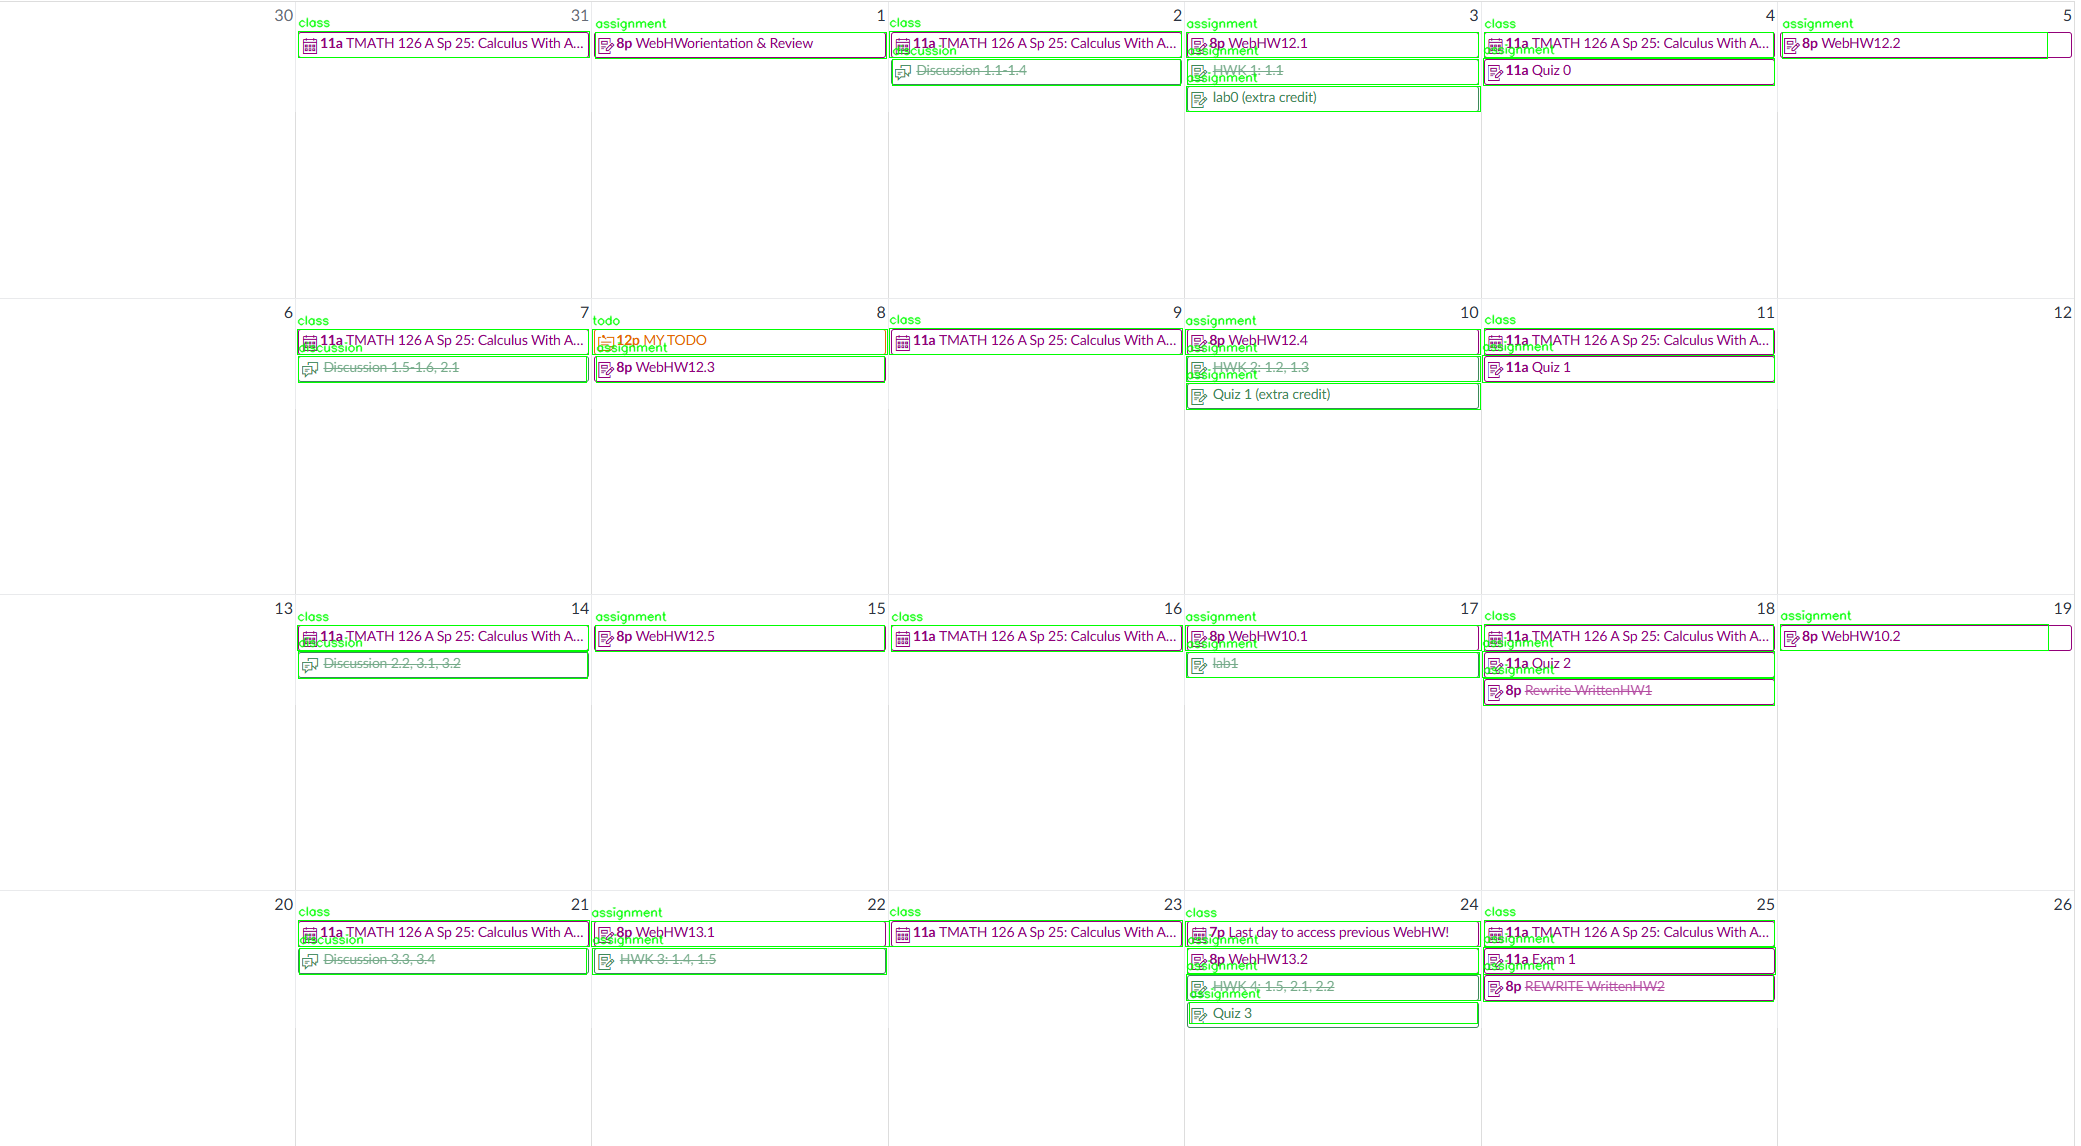 30 31 1 2 3 4 5
class assignment class assignment class assignment
11a TMATH 126 A Sp 25: Calculus With A...
8p WebHWorientation & Review
11a TMATH 126 A Sp 25: Calculus With A...
discussion
Discussion 1.1-1.4
8p WebHW12.1
assignment
HWK 1: 1.1
assignment
lab0 (extra credit)
11a TMATH 126 A Sp 25: Calculus With A...
assignment
11a Quiz 0
8p WebHW12.2
6 7 8 9 10 11 12
class todo class assignment class
11a TMATH 126 A Sp 25: Calculus With A...
discussion
Discussion 1.5-1.6, 2.1
12p MY TODO
assignment
8p WebHW12.3
11a TMATH 126 A Sp 25: Calculus With A...
8p WebHW12.4
assignment
HWK 2: 1.2, 1.3
assignment
Quiz 1 (extra credit)
11a TMATH 126 A Sp 25: Calculus With A...
assignment
11a Quiz 1
13 14 15 16 17 18 19
class assignment class assignment class assignment
11a TMATH 126 A Sp 25: Calculus With A...
discussion
Discussion 2.2, 3.1, 3.2
8p WebHW12.5
11a TMATH 126 A Sp 25: Calculus With A...
8p WebHW10.1
assignment
lab1
11a TMATH 126 A Sp 25: Calculus With A...
assignment
11a Quiz 2
assignment
8p Rewrite WrittenHW1
8p WebHW10.2
20 21 22 23 24 25 26
class assignment class class class
11a TMATH 126 A Sp 25: Calculus With A...
discussion
Discussion 3.3, 3.4
8p WebHW13.1
assignment
HWK 3: 1.4, 1.5
11a TMATH 126 A Sp 25: Calculus With A...
7p Last day to access previous WebHW!
assignment
8p WebHW13.2
assignment
HWK 4: 1.5, 2.1, 2.2
assignment
Quiz 3
11a TMATH 126 A Sp 25: Calculus With A...
assignment
11a Exam 1
assignment
8p REWRITE WrittenHW2